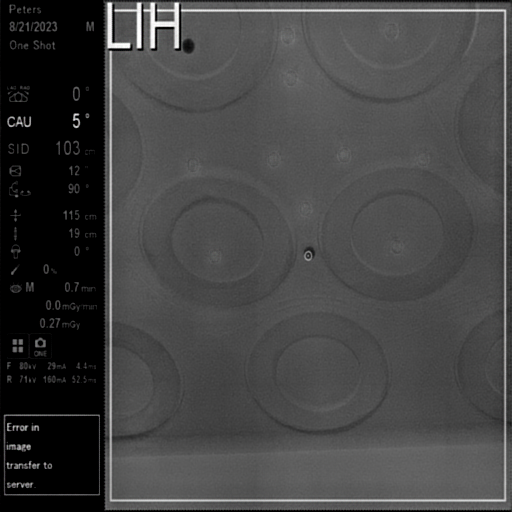 Peters
8/21/2023 M
One Shot
LIH
LAO RAO
0°
CAU 5°
SID 103 cm
12"
90°
115 cm
19 cm
0°
0%
M 0.7 min
0.0 mGy/min
0.27 mGy
ONE
F 80kV 29mA 4.4ms
R 71kV 160mA 52.5ms
Error in
image
transfer to
server.